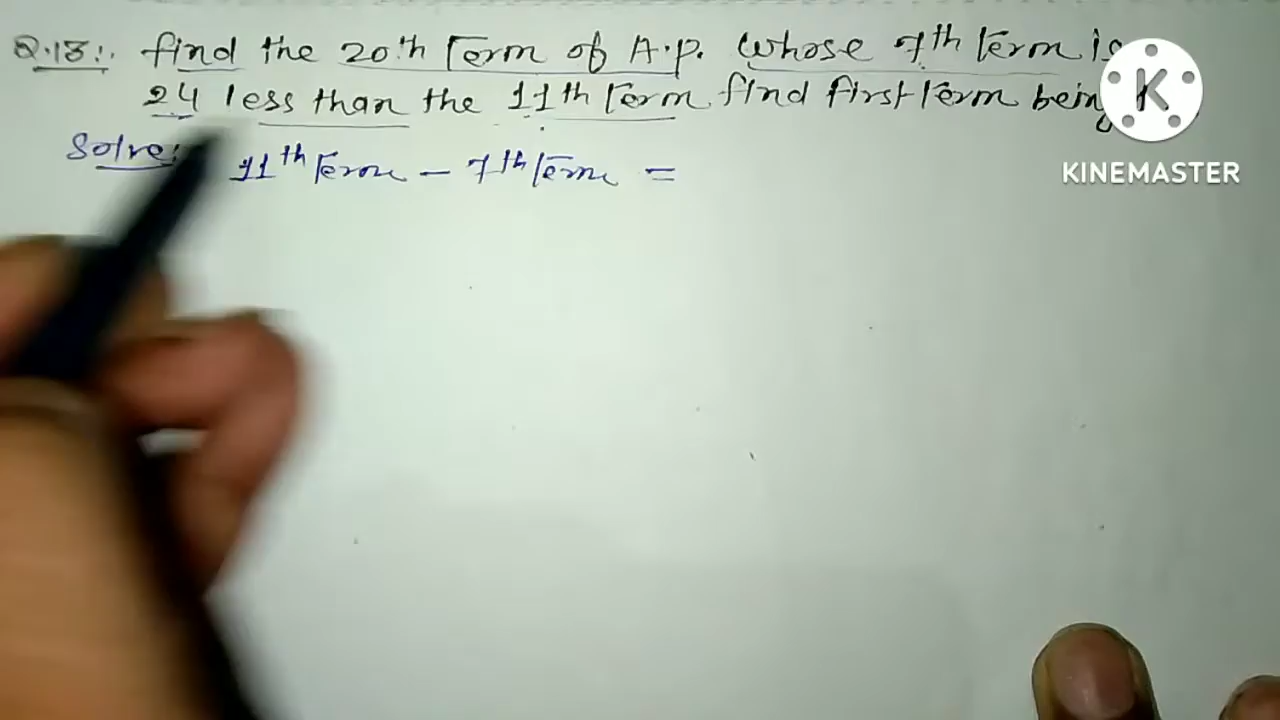 Q.18:. find the 20th Term of A.P. whose 7th Term is
24 less than the 11th Term, find first Term being
Solve: 11th Term - 7th Term =
K
KINEMASTER